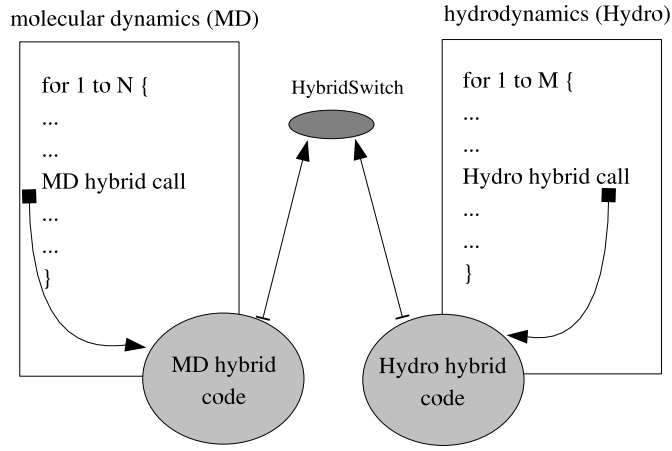 molecular dynamics (MD)
for 1 to N {
...
...
MD hybrid call
...
...
}
MD hybrid
code
HybridSwitch
hydrodynamics (Hydro)
for 1 to M {
...
...
Hydro hybrid call
...
...
}
Hydro hybrid
code